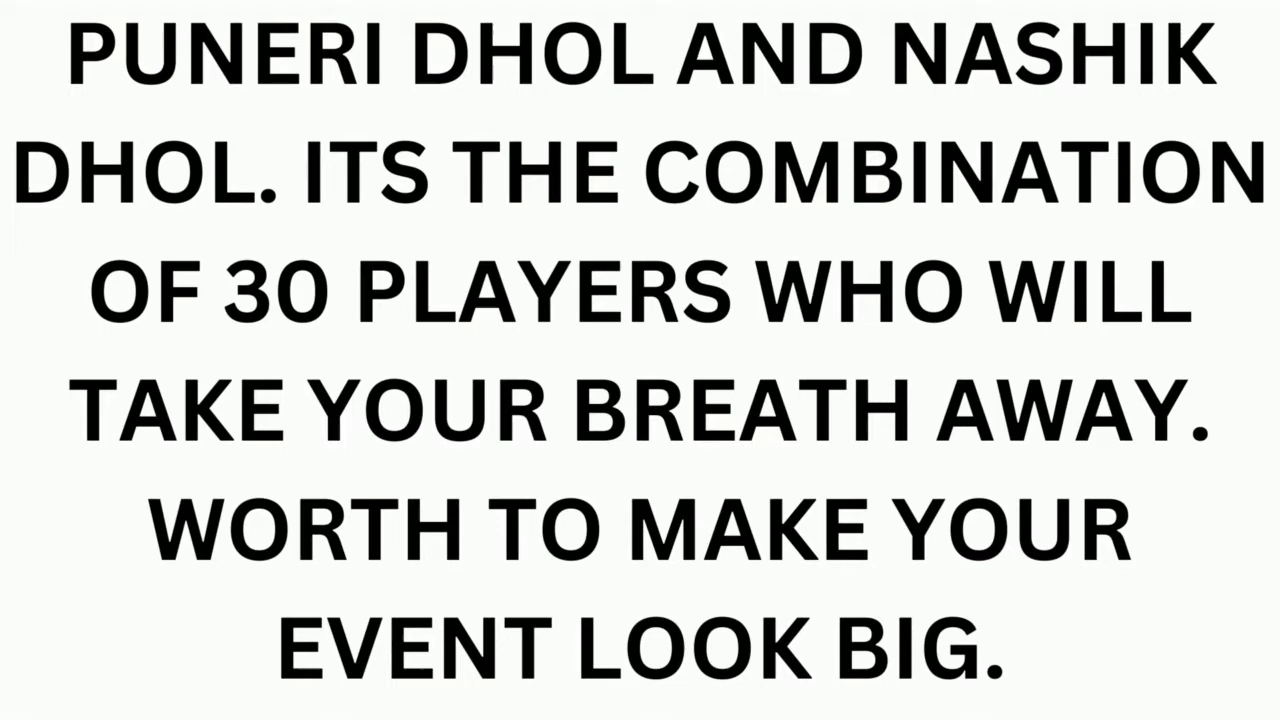 PUNERI DHOL AND NASHIK
DHOL. ITS THE COMBINATION
OF 30 PLAYERS WHO WILL
TAKE YOUR BREATH AWAY.
WORTH TO MAKE YOUR
EVENT LOOK BIG.